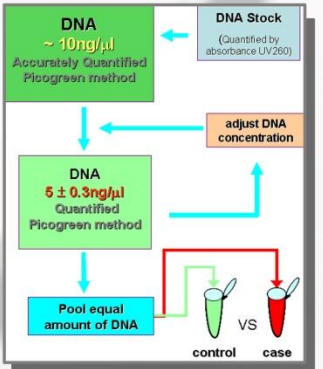 DNA
~ 10ng/µl
Accurately Quantified
Picogreen method
DNA Stock
(Quantified by
absorbance UV260)
adjust DNA
concentration
DNA
5 ± 0.3ng/µl
Quantified
Picogreen method
Pool equal
amount of DNA
VS
control
case